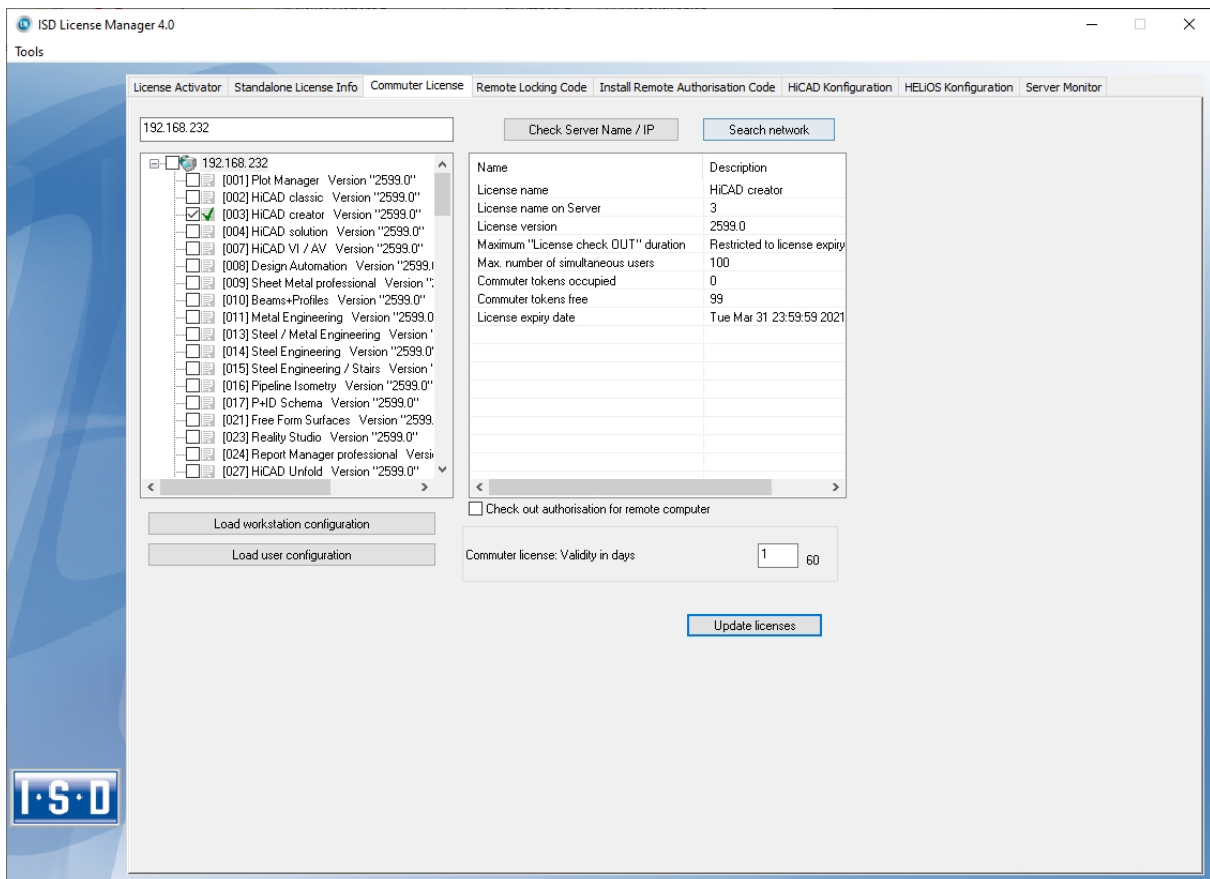 ISD License Manager 4.0
Tools
License Activator Standalone License Info Commuter License Remote Locking Code Install Remote Authorisation Code HiCAD Konfiguration HELiOS Konfiguration Server Monitor
192.168.232
Check Server Name / IP
Search network
192.168.232
[001] Plot Manager Version "2599.0"
[002] HiCAD classic Version "2599.0"
[003] HiCAD creator Version "2599.0"
[004] HiCAD solution Version "2599.0"
[007] HiCAD VI / AV Version "2599.0"
[008] Design Automation Version "2599.
[009] Sheet Metal professional Version "
[010] Beams+Profiles Version "2599.0"
[011] Metal Engineering Version "2599.0
[013] Steel / Metal Engineering Version "
[014] Steel Engineering Version "2599.0"
[015] Steel Engineering / Stairs Version "
[016] Pipeline Isometry Version "2599.0"
[017] P+ID Schema Version "2599.0"
[021] Free Form Surfaces Version "2599.
[023] Reality Studio Version "2599.0"
[024] Report Manager professional Versi
[027] HiCAD Unfold Version "2599.0"
Name Description
License name HiCAD creator
License name on Server 3
License version 2599.0
Maximum "License check OUT" duration Restricted to license expiry
Max. number of simultaneous users 100
Commuter tokens occupied 0
Commuter tokens free 99
License expiry date Tue Mar 31 23:59:59 2021
Load workstation configuration
Load user configuration
Check out authorisation for remote computer
Commuter license: Validity in days 1 60
Update licenses
I·S·D